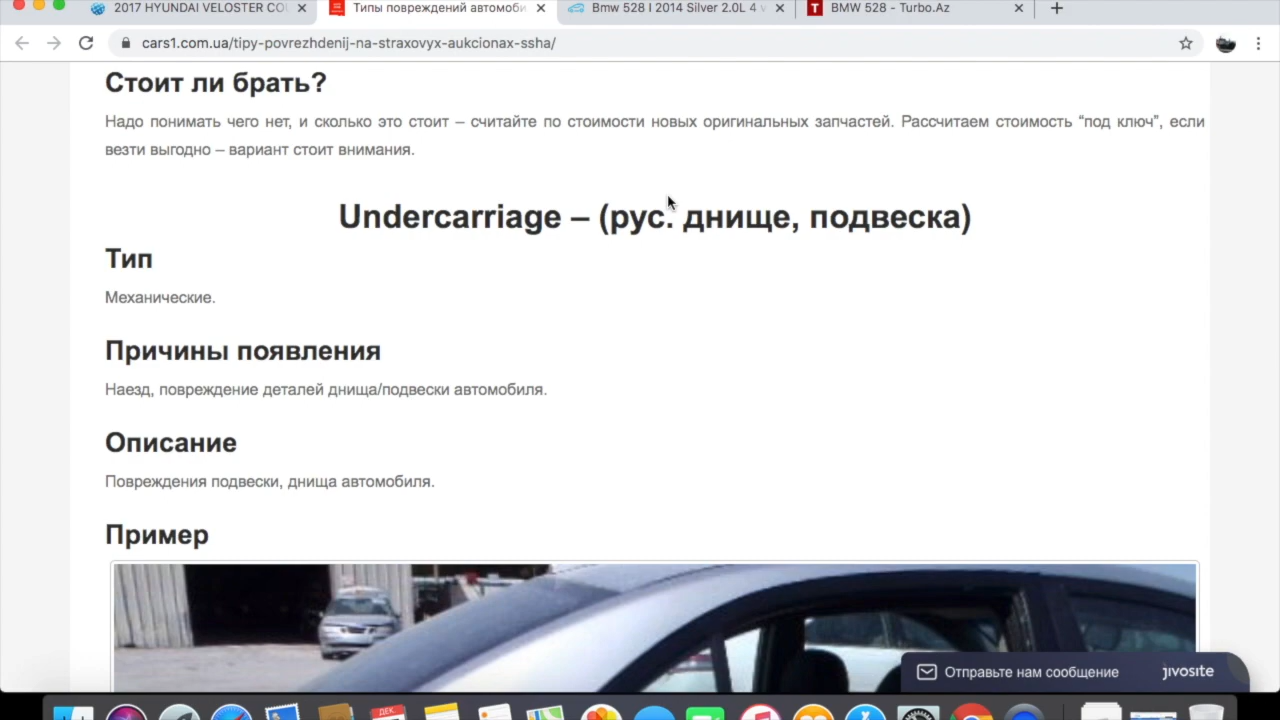 2017 HYUNDAI VELOSTER COU
Типы повреждений автомоби
Bmw 528 I 2014 Silver 2.0L 4 v
BMW 528 - Turbo.Az
cars1.com.ua/tipy-povrezhdenij-na-straxovyx-aukcionax-ssha/
Стоит ли брать?
Надо понимать чего нет, и сколько это стоит – считайте по стоимости новых оригинальных запчастей. Рассчитаем стоимость “под ключ”, если
везти выгодно – вариант стоит внимания.
Undercarriage – (рус. днище, подвеска)
Тип
Механические.
Причины появления
Наезд, повреждение деталей днища/подвески автомобиля.
Описание
Повреждения подвески, днища автомобиля.
Пример
Отправьте нам сообщение
jivosite
ДЕК.